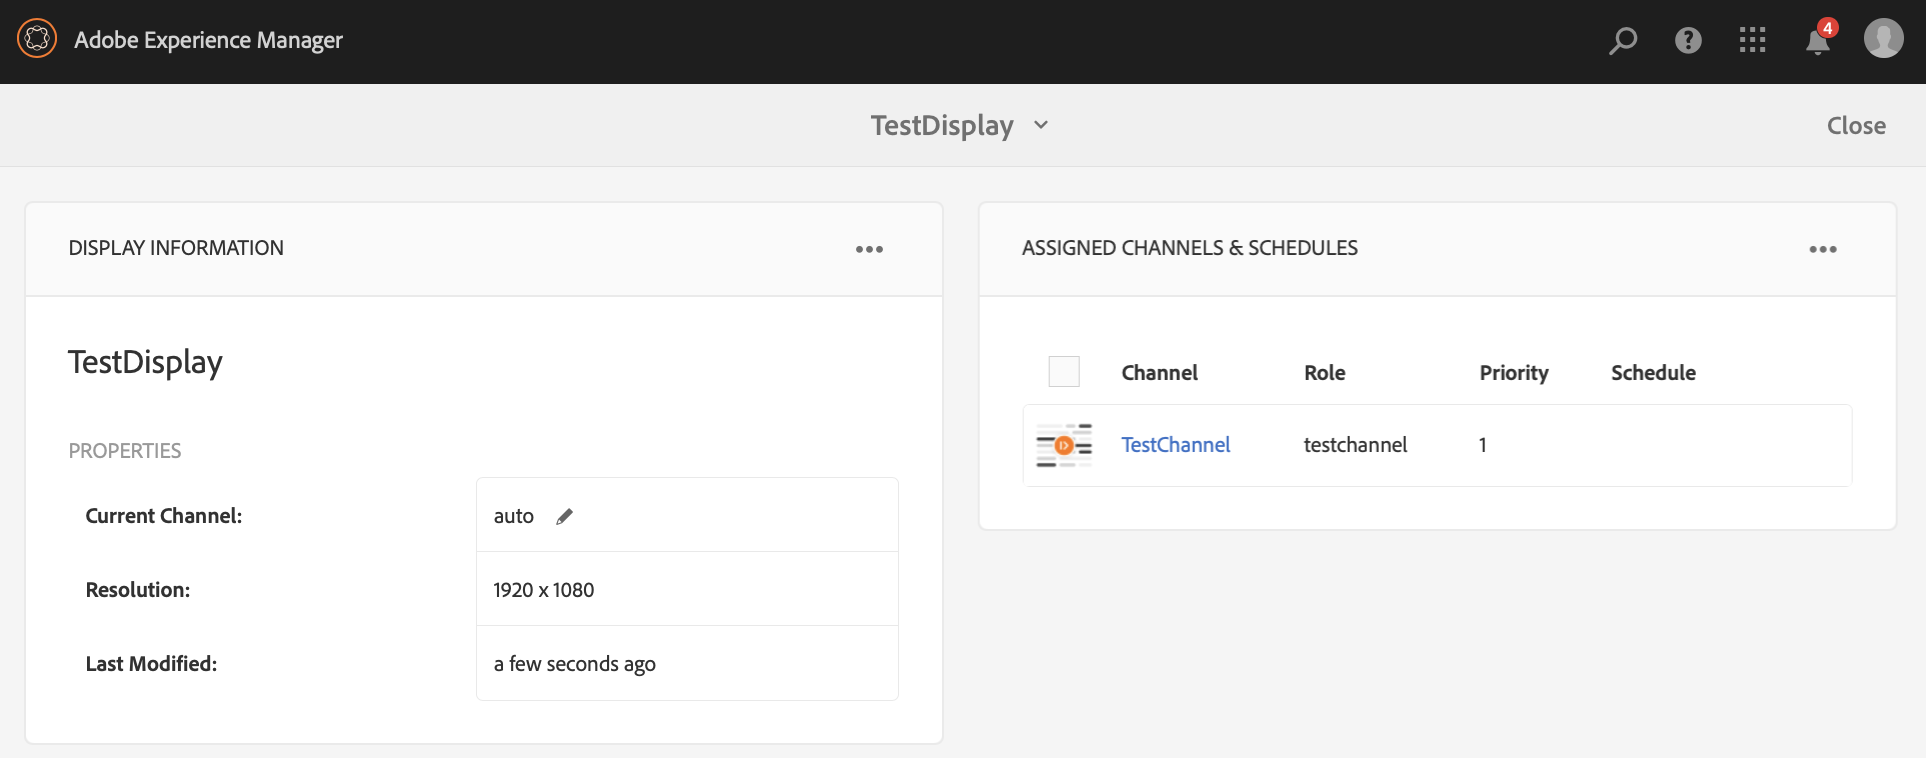 Adobe Experience Manager
4
TestDisplay
Close
DISPLAY INFORMATION
TestDisplay
PROPERTIES
Current Channel: auto
Resolution: 1920 x 1080
Last Modified: a few seconds ago
ASSIGNED CHANNELS & SCHEDULES
Channel Role Priority Schedule
TestChannel testchannel 1